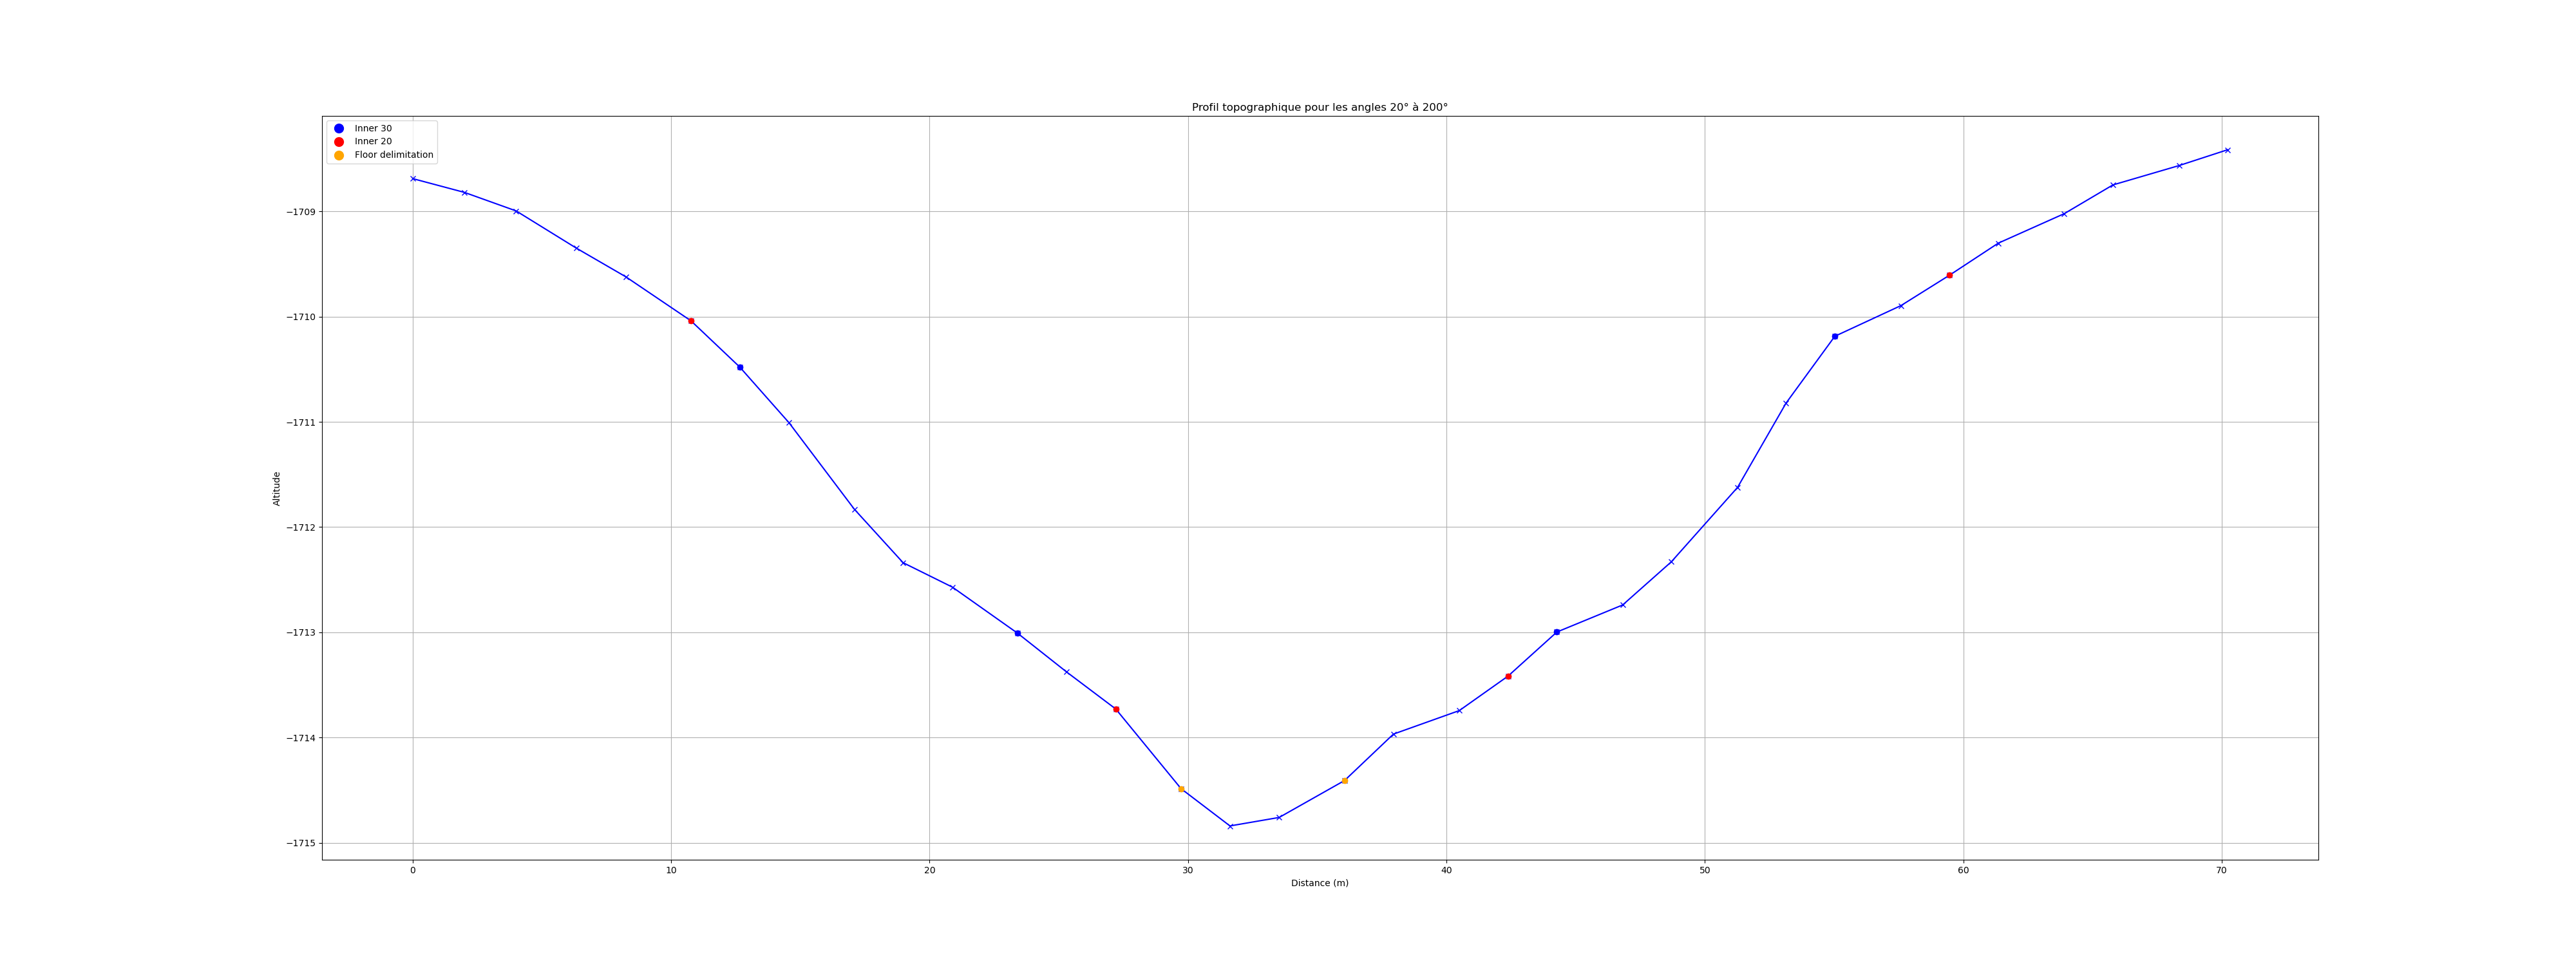 Profil topographique pour les angles 20° à 200°
Inner 30
Inner 20
Floor delimitation
−1709
−1710
−1711
−1712
−1713
−1714
−1715
Altitude
0 10 20 30 40 50 60 70
Distance (m)